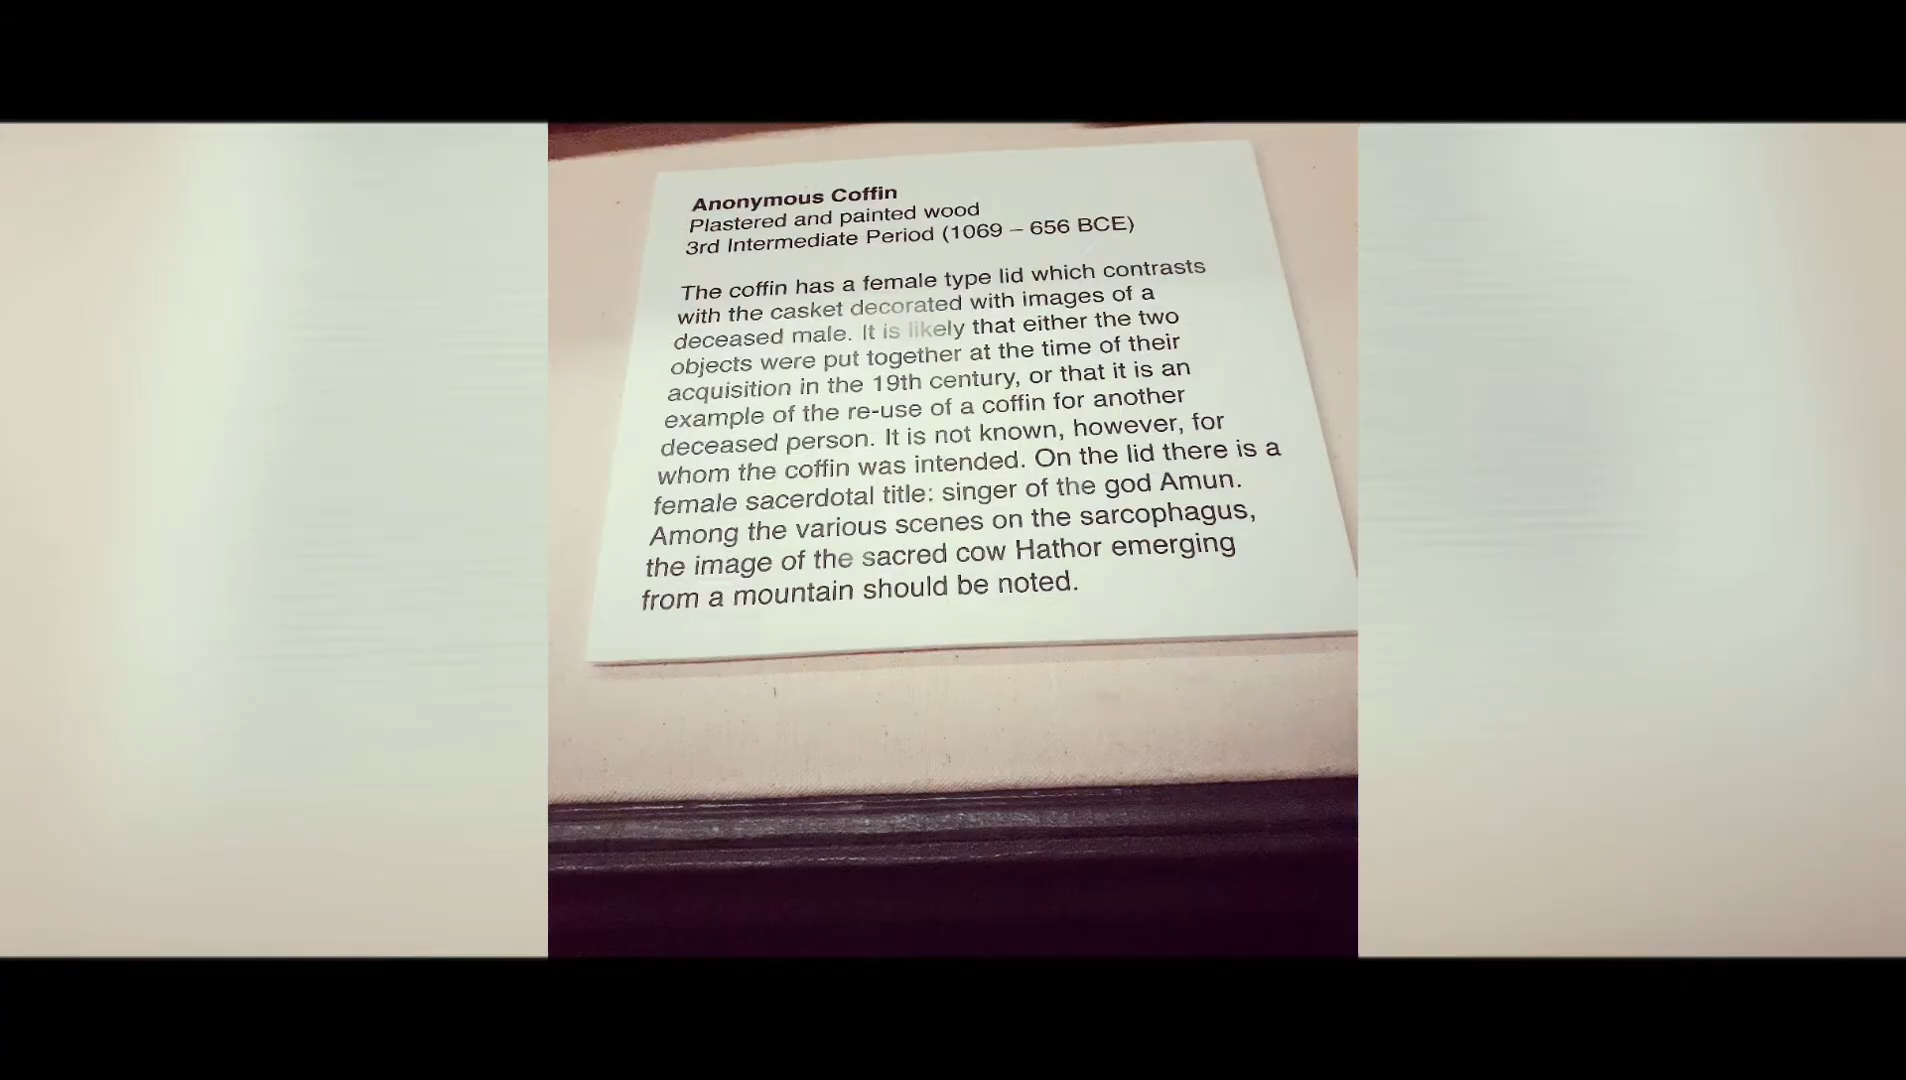 Anonymous Coffin
Plastered and painted wood
3rd Intermediate Period (1069 – 656 BCE)
The coffin has a female type lid which contrasts
with the casket decorated with images of a
deceased male. It is likely that either the two
objects were put together at the time of their
acquisition in the 19th century, or that it is an
example of the re-use of a coffin for another
deceased person. It is not known, however, for
whom the coffin was intended. On the lid there is a
female sacerdotal title: singer of the god Amun.
Among the various scenes on the sarcophagus,
the image of the sacred cow Hathor emerging
from a mountain should be noted.